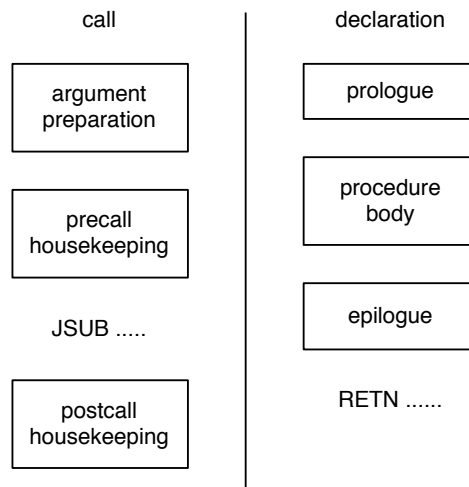 call
argument
preparation
precall
housekeeping
JSUB .....
postcall
housekeeping
declaration
prologue
procedure
body
epilogue
RETN ......